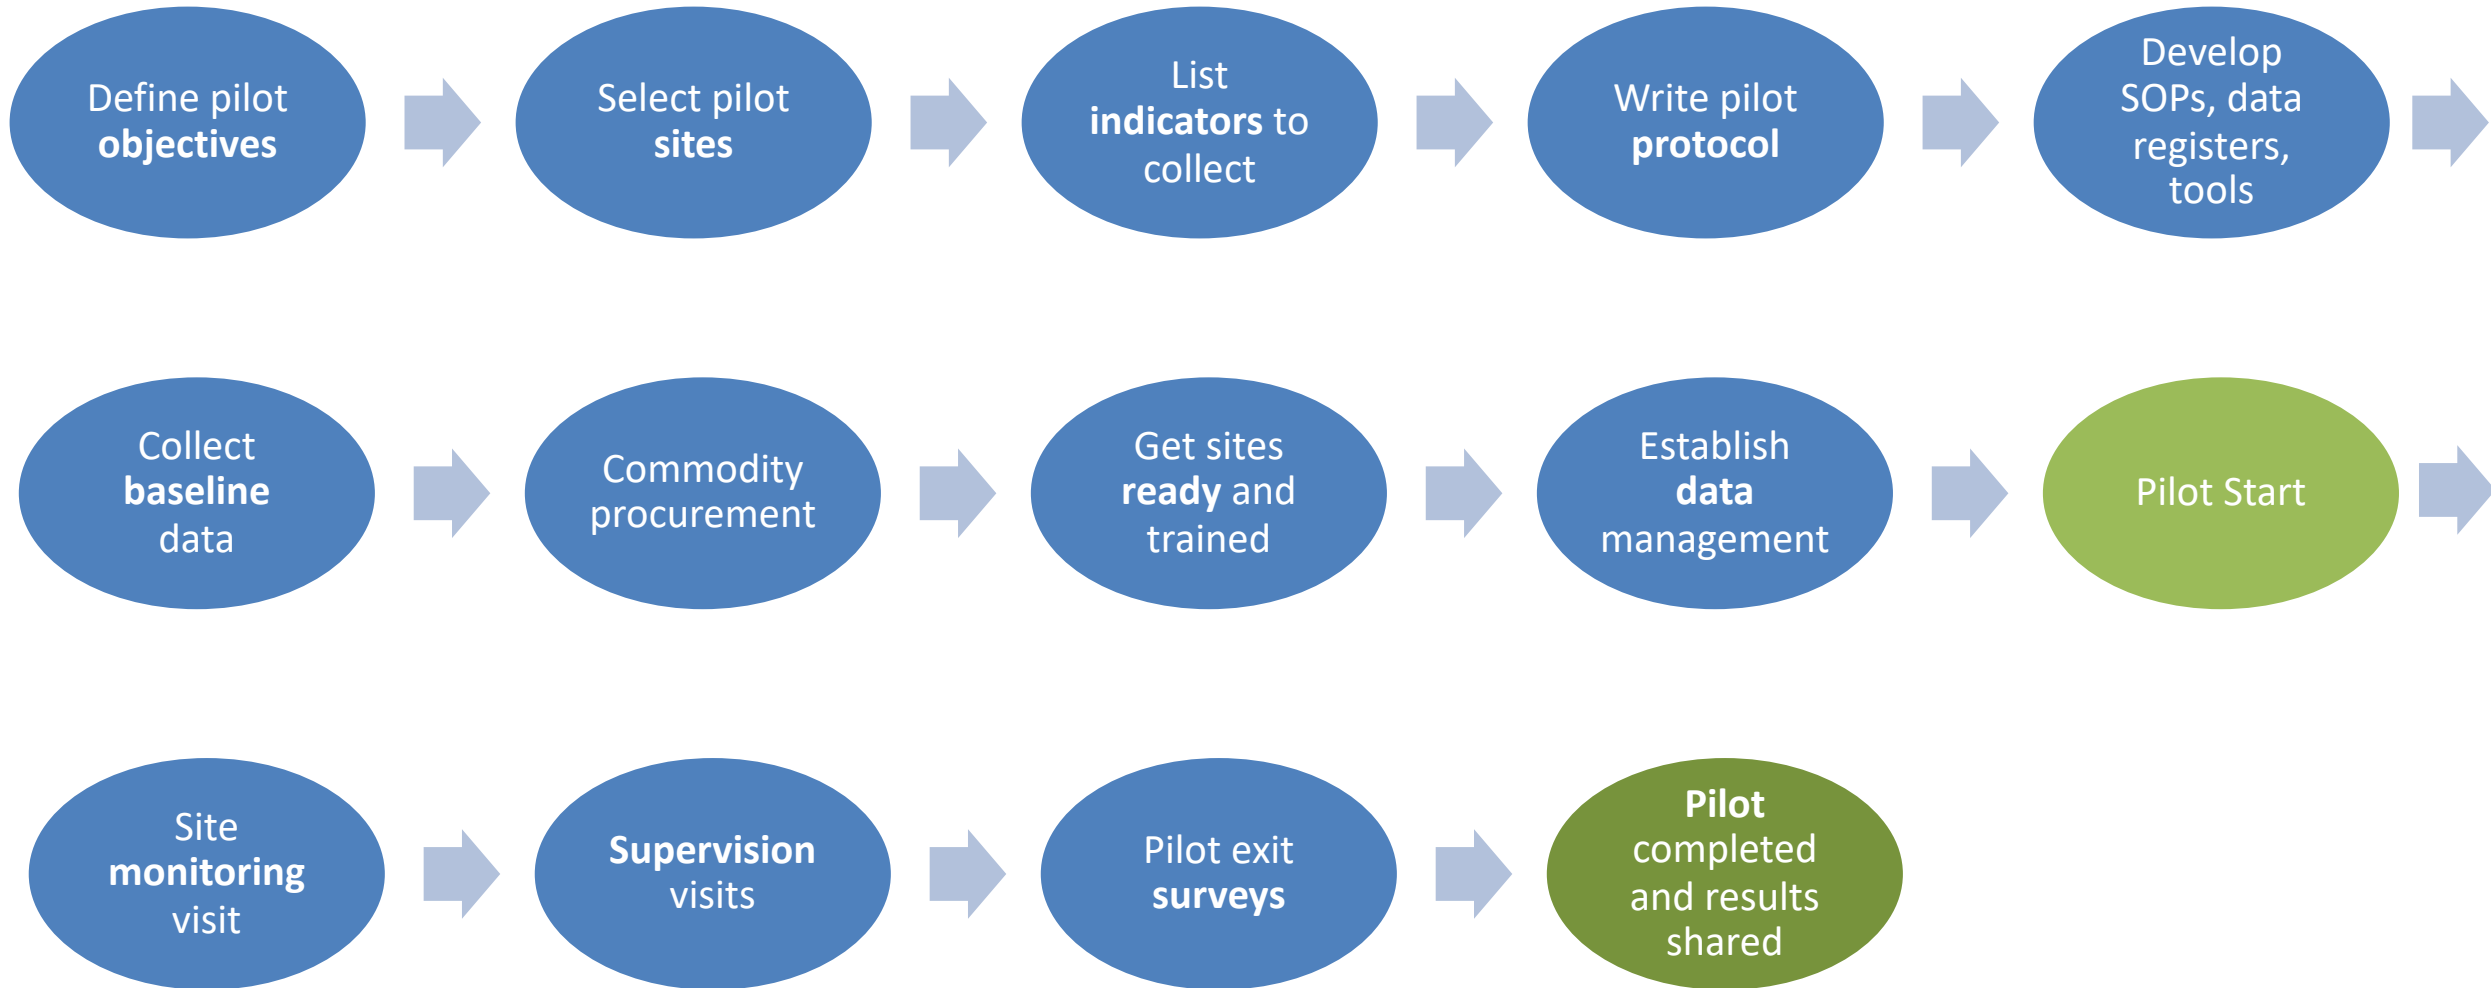 Define pilot
objectives
Select pilot
sites
List
indicators to
collect
Write pilot
protocol
Develop
SOPs, data
registers,
tools
Collect
baseline
data
Commodity
procurement
Get sites
ready and
trained
Establish
data
management
Pilot Start
Site
monitoring
visit
Supervision
visits
Pilot exit
surveys
Pilot
completed
and results
shared